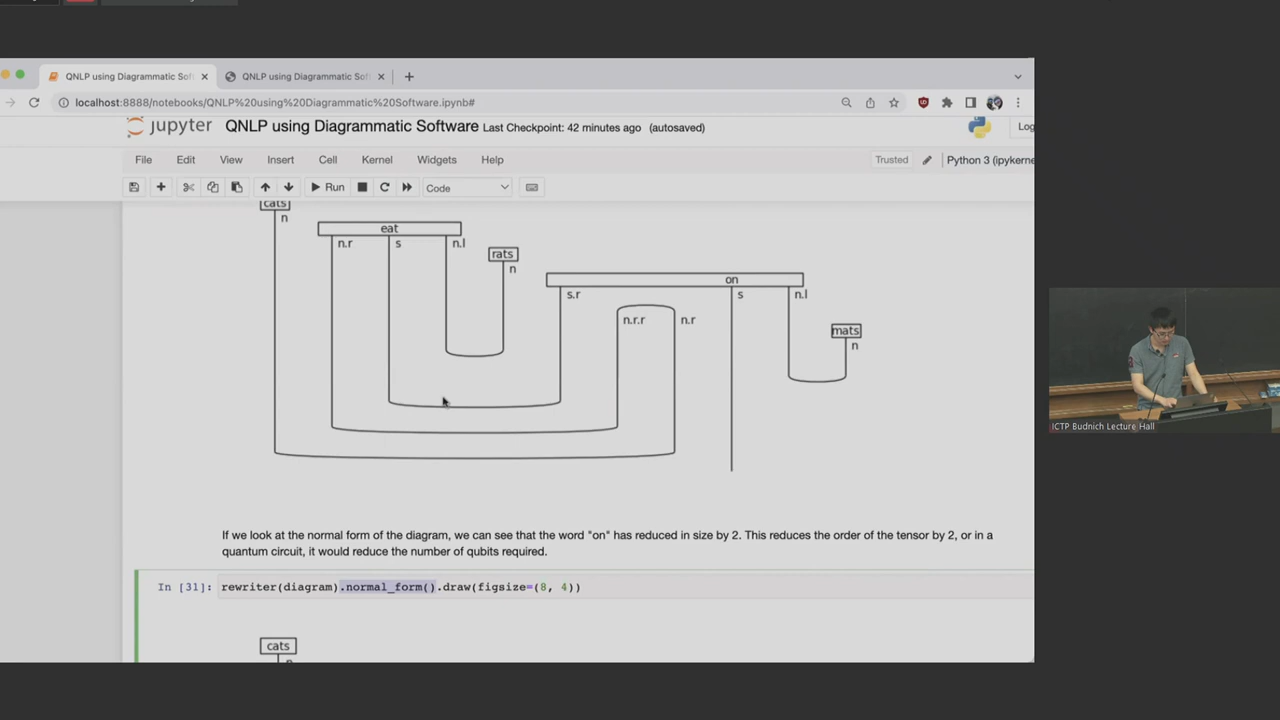 QNLP using Diagrammatic Sof
QNLP using Diagrammatic Sof
localhost:8888/notebooks/QNLP%20using%20Diagrammatic%20Software.ipynb#
jupyter QNLP using Diagrammatic Software Last Checkpoint: 42 minutes ago (autosaved)
Log
File Edit View Insert Cell Kernel Widgets Help
Trusted Python 3 (ipykerne
Run Code
cats
n
eat
n.r s n.l
rats
n
on
s.r s n.l
n.r.r n.r
mats
n
If we look at the normal form of the diagram, we can see that the word "on" has reduced in size by 2. This reduces the order of the tensor by 2, or in a
quantum circuit, it would reduce the number of qubits required.
In [31]: rewriter(diagram).normal_form().draw(figsize=(8, 4))
cats
n
ICTP Budinich Lecture Hall